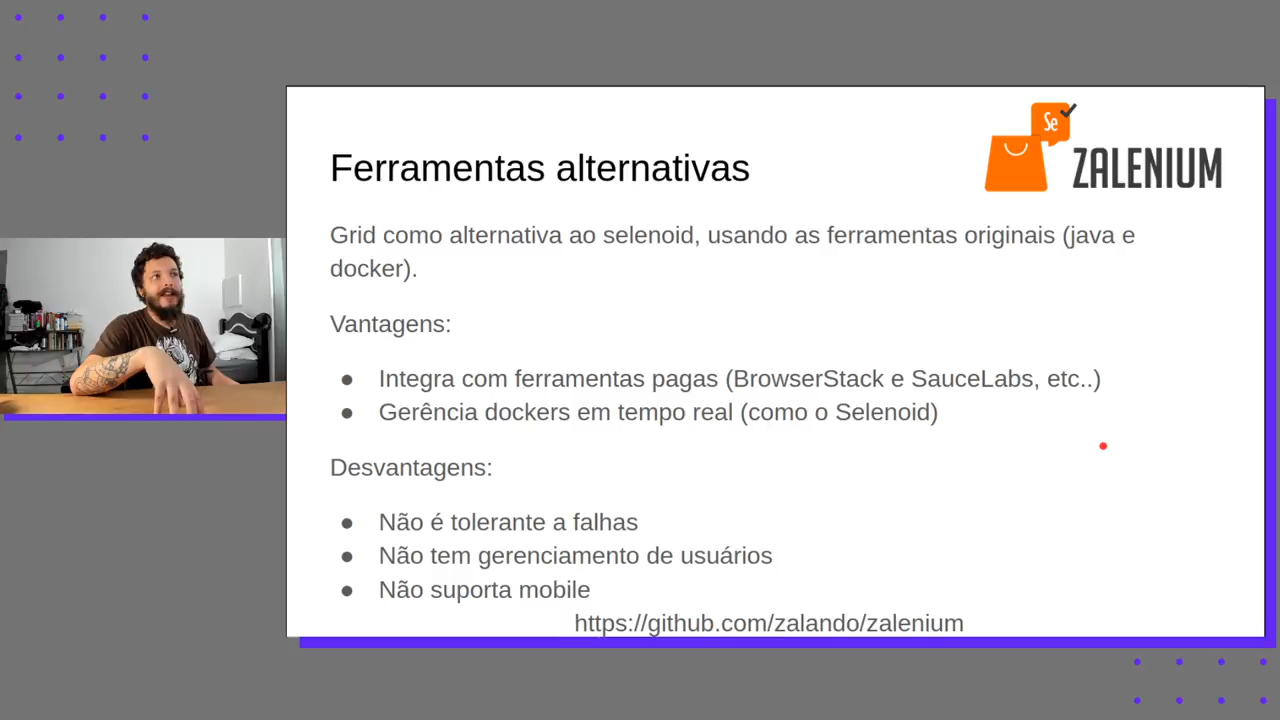 Se
ZALENIUM
Ferramentas alternativas
Grid como alternativa ao selenoid, usando as ferramentas originais (java e
docker).
Vantagens:
● Integra com ferramentas pagas (BrowserStack e SauceLabs, etc..)
● Gerência dockers em tempo real (como o Selenoid)
Desvantagens:
● Não é tolerante a falhas
● Não tem gerenciamento de usuários
● Não suporta mobile
https://github.com/zalando/zalenium